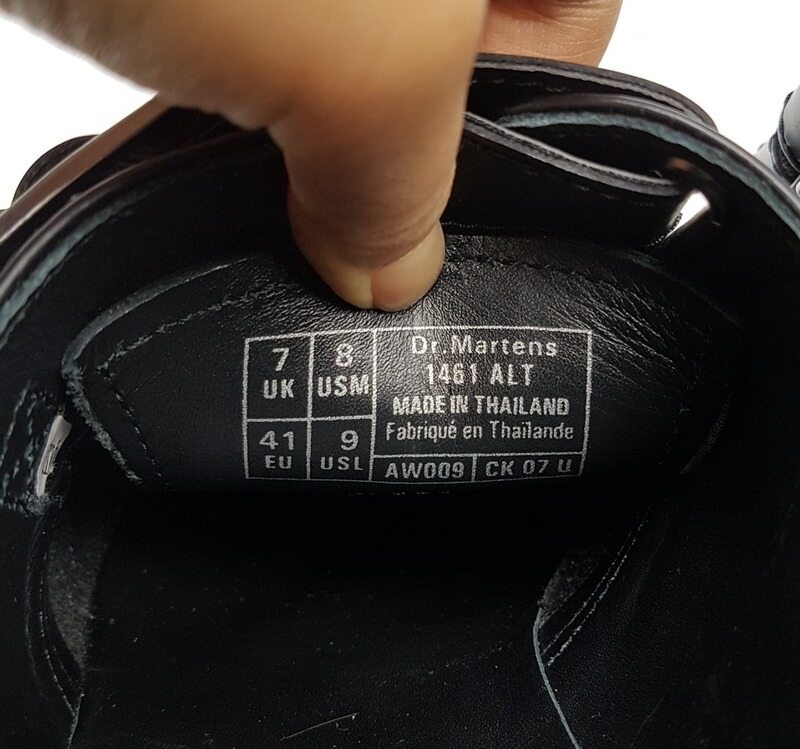 7
UK
8
USM
41
EU
9
USL
Dr.Martens
1461 ALT
MADE IN THAILAND
Fabriqué en Thaïlande
AW009
CK 07 U